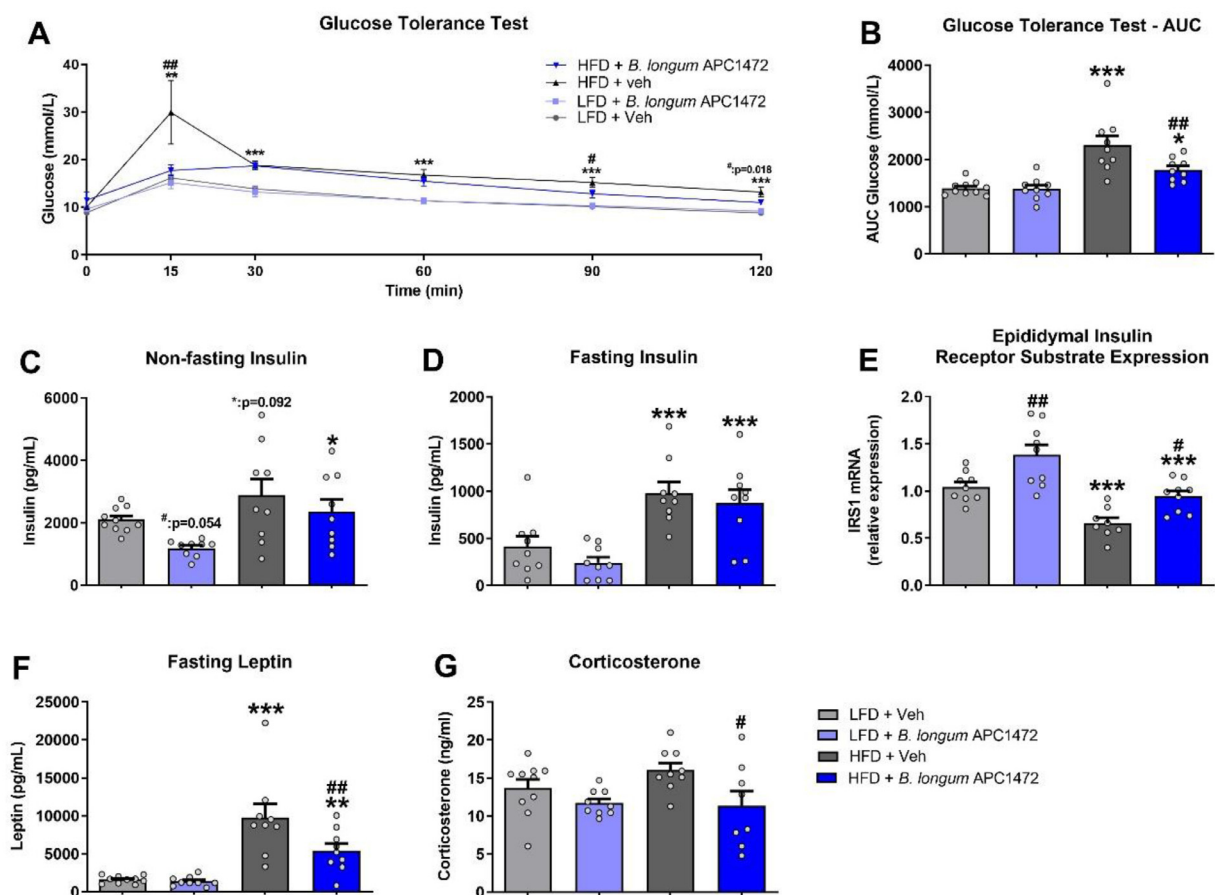 A
Glucose Tolerance Test
Glucose (mmol/L)
40
30
20
10
0
##
**
***
***
#
***
#:p=0.018
***
0
15
30
60
90
120
Time (min)
HFD + B. longum APC1472
HFD + veh
LFD + B. longum APC1472
LFD + Veh
B
Glucose Tolerance Test - AUC
AUC Glucose (mmol/L)
4000
3000
2000
1000
0
***
##
*
C
Non-fasting Insulin
Insulin (pg/mL)
6000
4000
2000
0
#:p=0.054
*:p=0.092
*
D
Fasting Insulin
Insulin (pg/mL)
2000
1500
1000
500
0
***
***
E
Epididymal Insulin
Receptor Substrate Expression
IRS1 mRNA
(relative expression)
2.0
1.5
1.0
0.5
0.0
##
***
#
***
F
Fasting Leptin
Leptin (pg/mL)
25000
20000
15000
10000
5000
0
***
##
**
G
Corticosterone
Corticosterone (ng/ml)
25
20
15
10
5
0
#
LFD + Veh
LFD + B. longum APC1472
HFD + Veh
HFD + B. longum APC1472